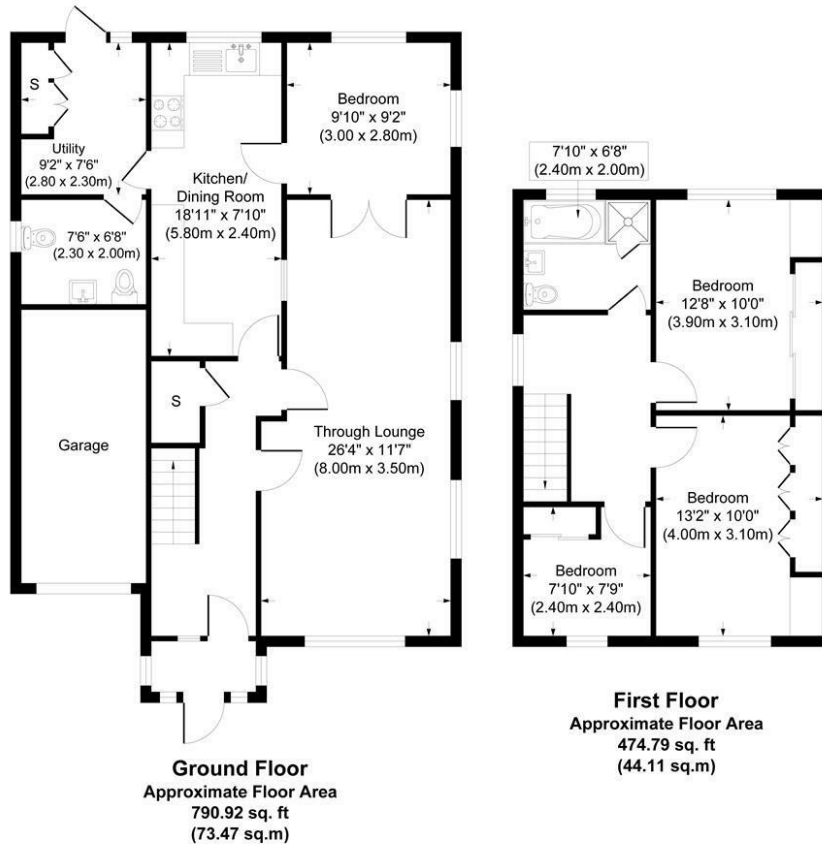 S
Utility
9'2" x 7'6"
(2.80 x 2.30m)
7'6" x 6'8"
(2.30 x 2.00m)
Kitchen/
Dining Room
18'11" x 7'10"
(5.80m x 2.40m)
Bedroom
9'10" x 9'2"
(3.00 x 2.80m)
S
Garage
Through Lounge
26'4" x 11'7"
(8.00m x 3.50m)
Ground Floor
Approximate Floor Area
790.92 sq. ft
(73.47 sq.m)
7'10" x 6'8"
(2.40m x 2.00m)
Bedroom
12'8" x 10'0"
(3.90m x 3.10m)
Bedroom
13'2" x 10'0"
(4.00m x 3.10m)
Bedroom
7'10" x 7'9"
(2.40m x 2.40m)
First Floor
Approximate Floor Area
474.79 sq. ft
(44.11 sq.m)